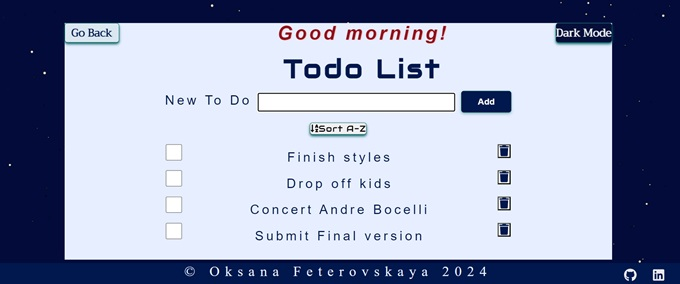 Go Back
Good morning!
Dark Mode
Todo List
New To Do
Add
Sort A-Z
Finish styles
Drop off kids
Concert Andre Bocelli
Submit Final version
© Oksana Feterovskaya 2024